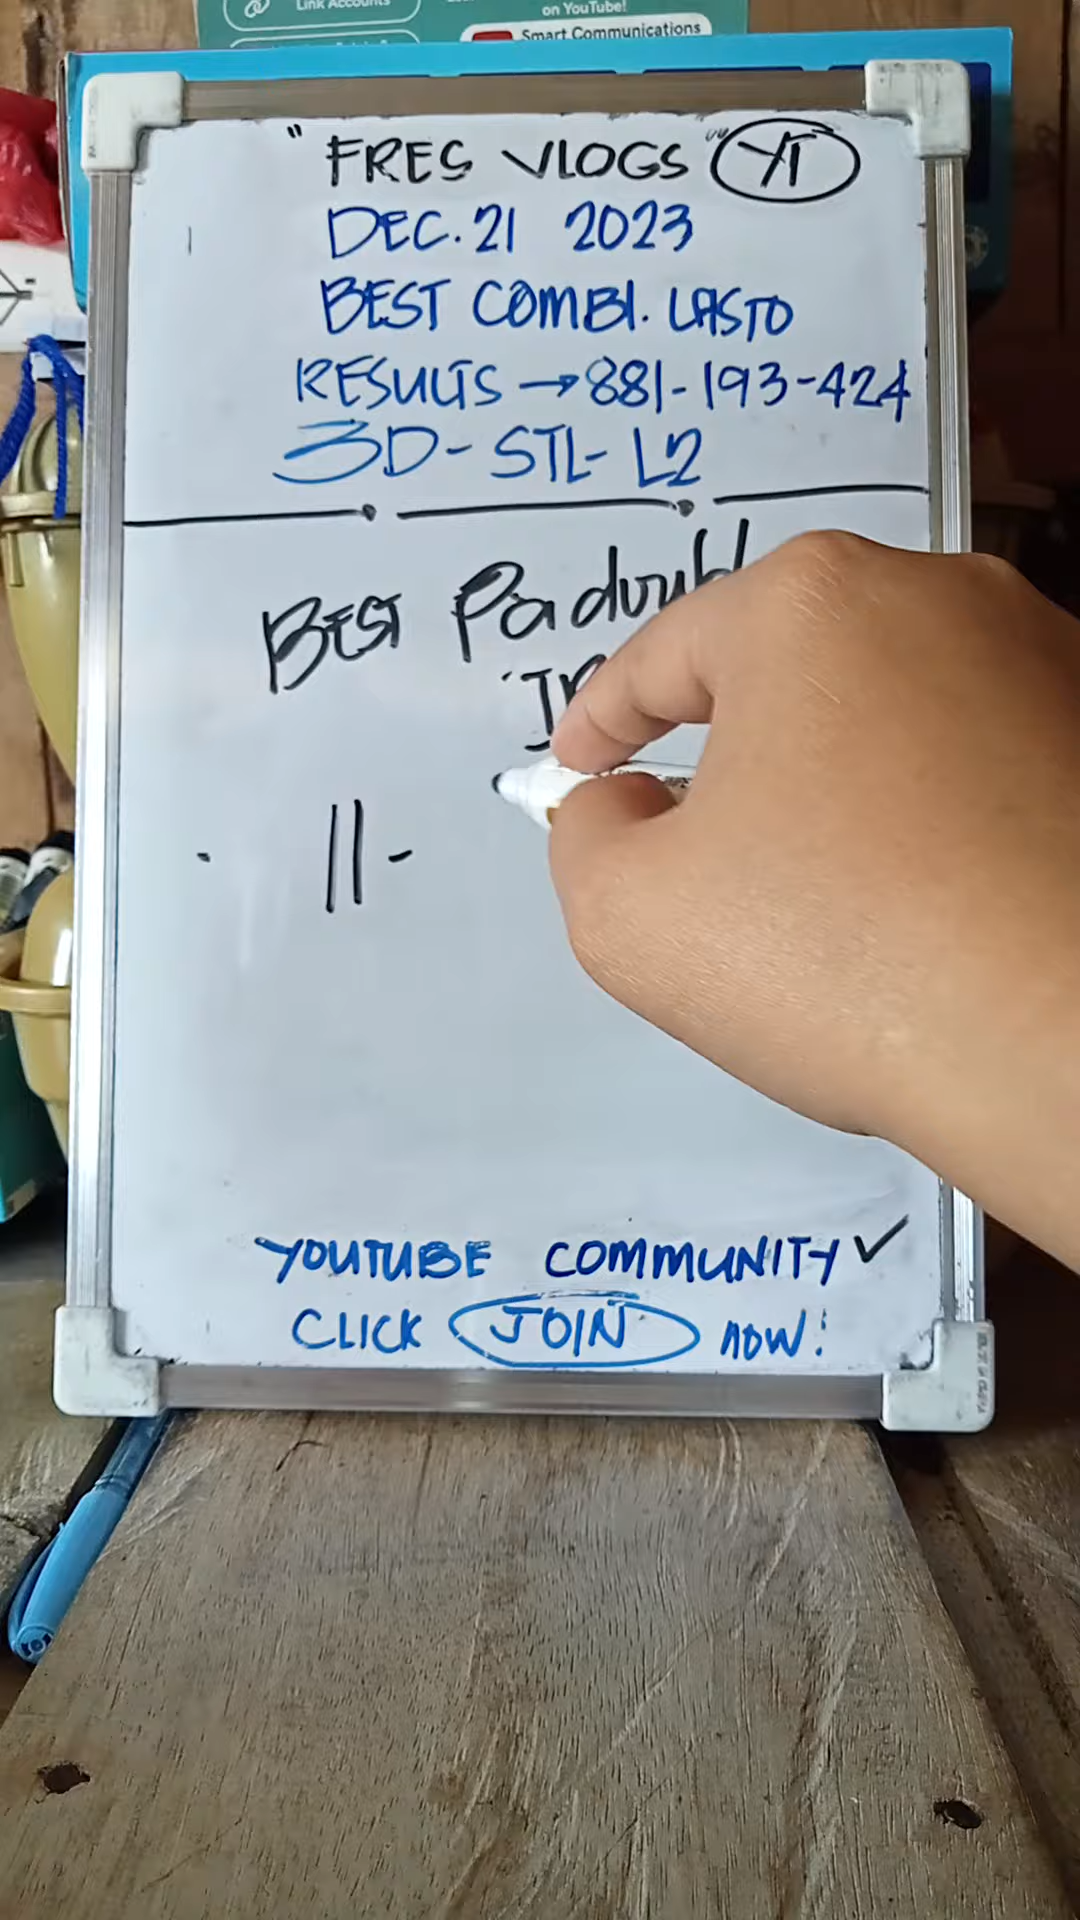 Link Accounts
on YouTube!
Smart Communications
"FRES VLOGS" YT
DEC. 21 2023
BEST COMBI. LASTO
RESULTS → 881-193-424
3D- STL- L2
BEST
11-
YOUTUBE COMMUNITY ✓
CLICK JOIN NOW!